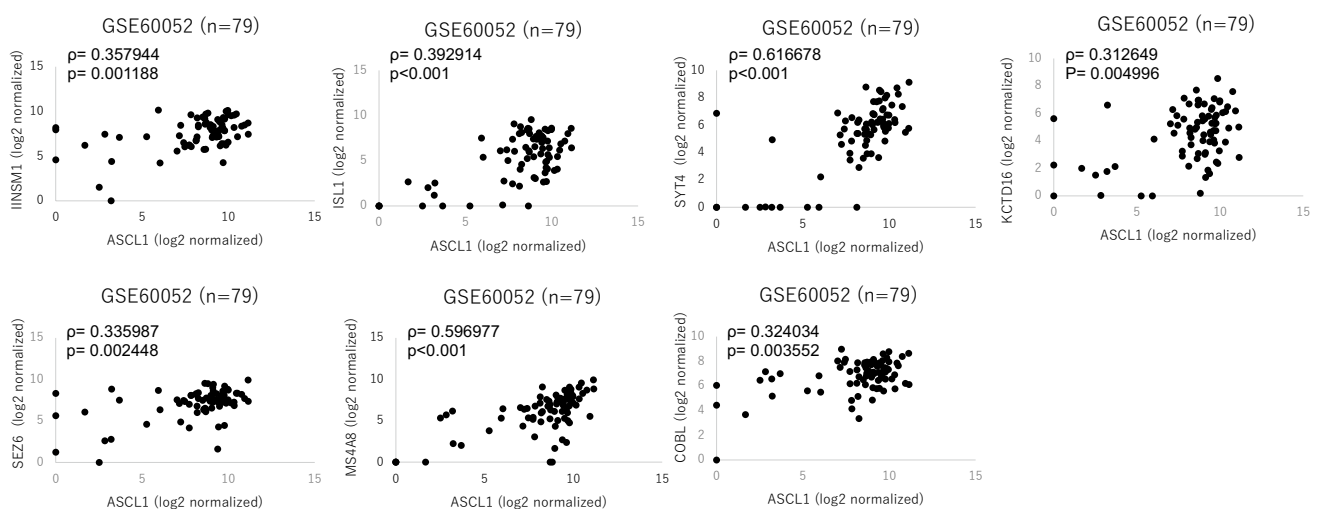 GSE60052 (n=79)
ρ= 0.357944
p= 0.001188
15
10
5
0
0
5
10
15
IINSM1 (log2 normalized)
ASCL1 (log2 normalized)
GSE60052 (n=79)
ρ= 0.392914
p<0.001
15
10
5
0
0
5
10
15
ISL1 (log2 normalized)
ASCL1 (log2 normalized)
GSE60052 (n=79)
ρ= 0.616678
p<0.001
10
8
6
4
2
0
0
5
10
15
SYT4 (log2 normalized)
ASCL1 (log2 normalized)
GSE60052 (n=79)
ρ= 0.312649
P= 0.004996
10
8
6
4
2
0
0
5
10
15
KCTD16 (log2 normalized)
ASCL1 (log2 normalized)
GSE60052 (n=79)
ρ= 0.335987
p= 0.002448
15
10
5
0
0
5
10
15
SEZ6 (log2 normalized)
ASCL1 (log2 normalized)
GSE60052 (n=79)
ρ= 0.596977
p<0.001
15
10
5
0
0
5
10
15
MS4A8 (log2 normalized)
ASCL1 (log2 normalized)
GSE60052 (n=79)
ρ= 0.324034
p= 0.003552
10
8
6
4
2
0
0
5
10
15
COBL (log2 normalized)
ASCL1 (log2 normalized)